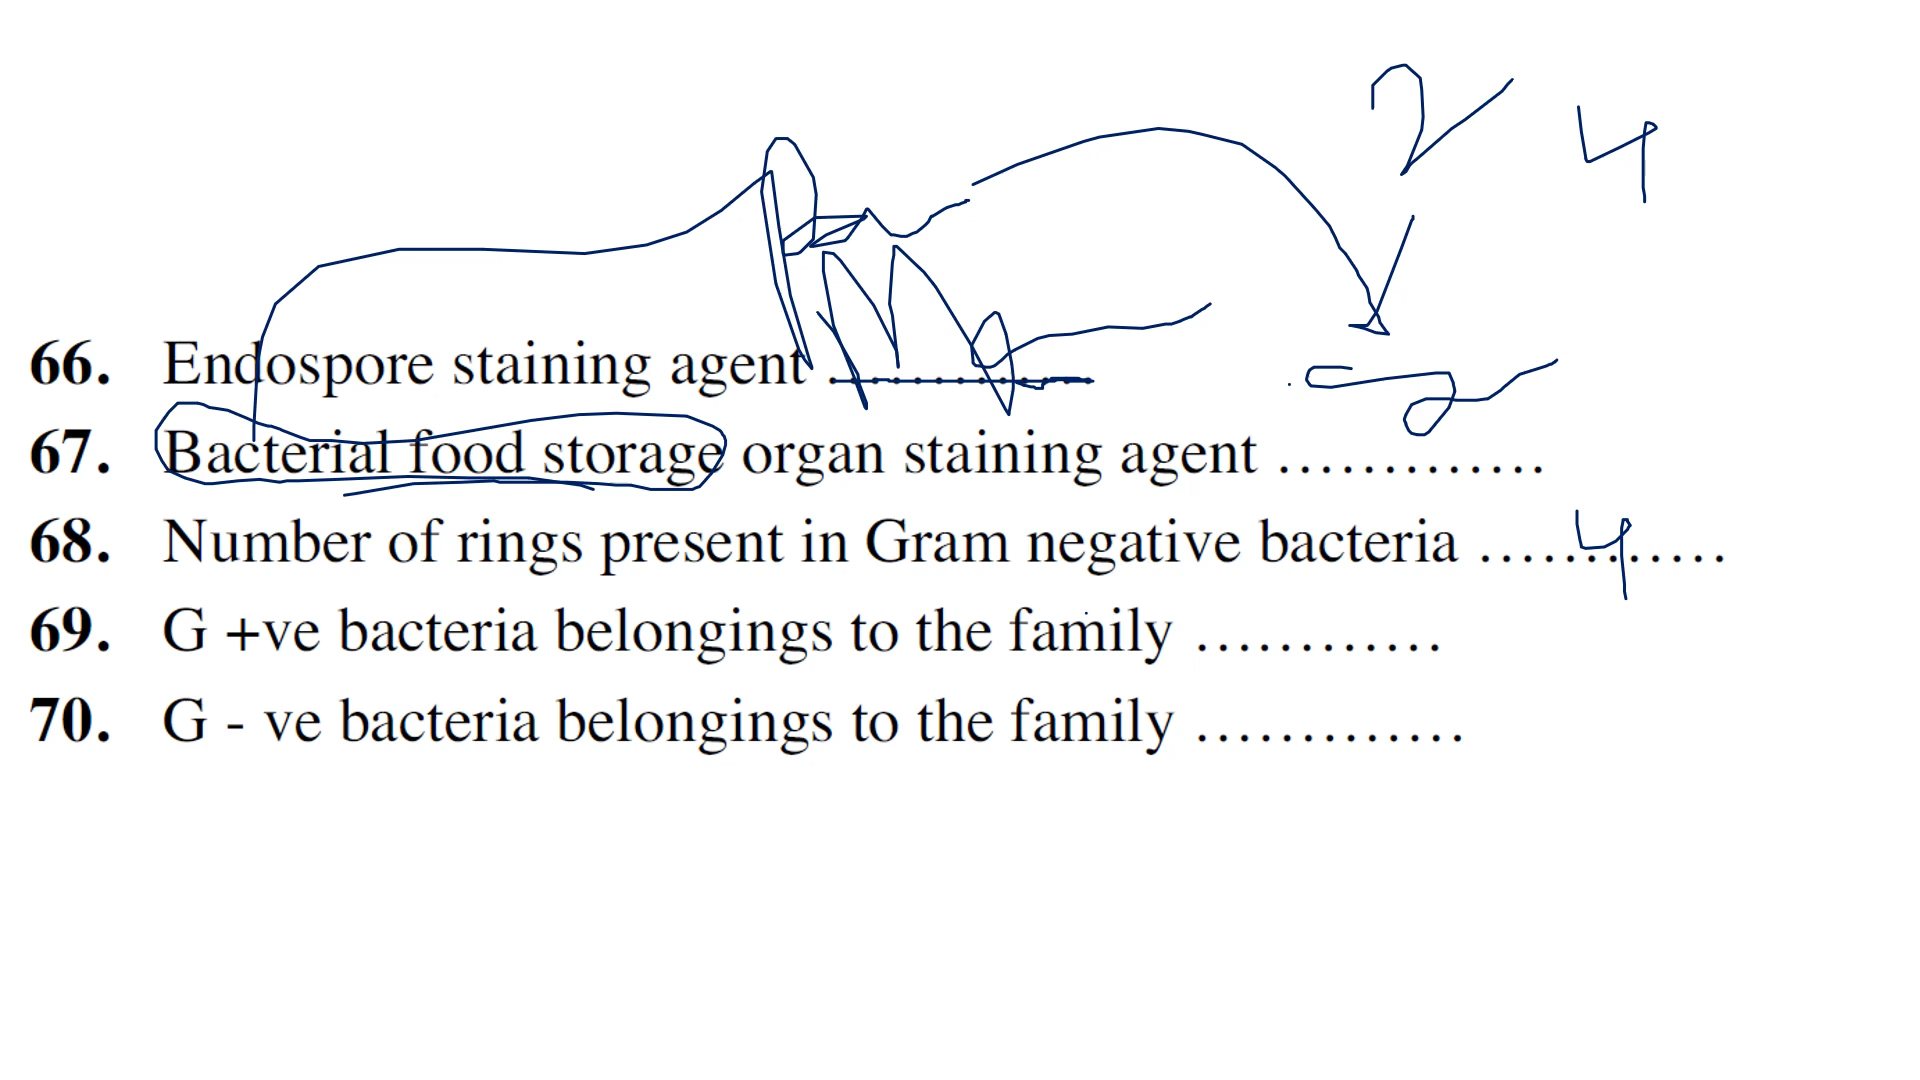 2 4
66. Endospore staining agent .............
67. Bacterial food storage organ staining agent .............
68. Number of rings present in Gram negative bacteria ............ 4
69. G +ve bacteria belongings to the family ............
70. G - ve bacteria belongings to the family .............